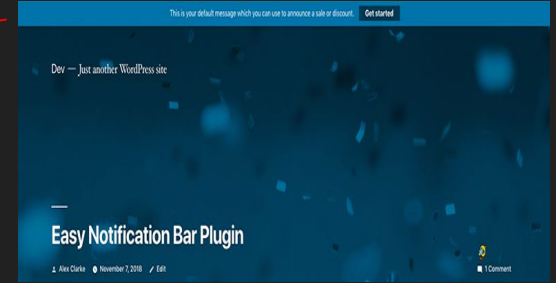 This is your default message which you can use to announce a sale or discount. Get started
Dev — Just another WordPress site
Easy Notification Bar Plugin
Alex Clarke November 7, 2018 Edit
1 Comment